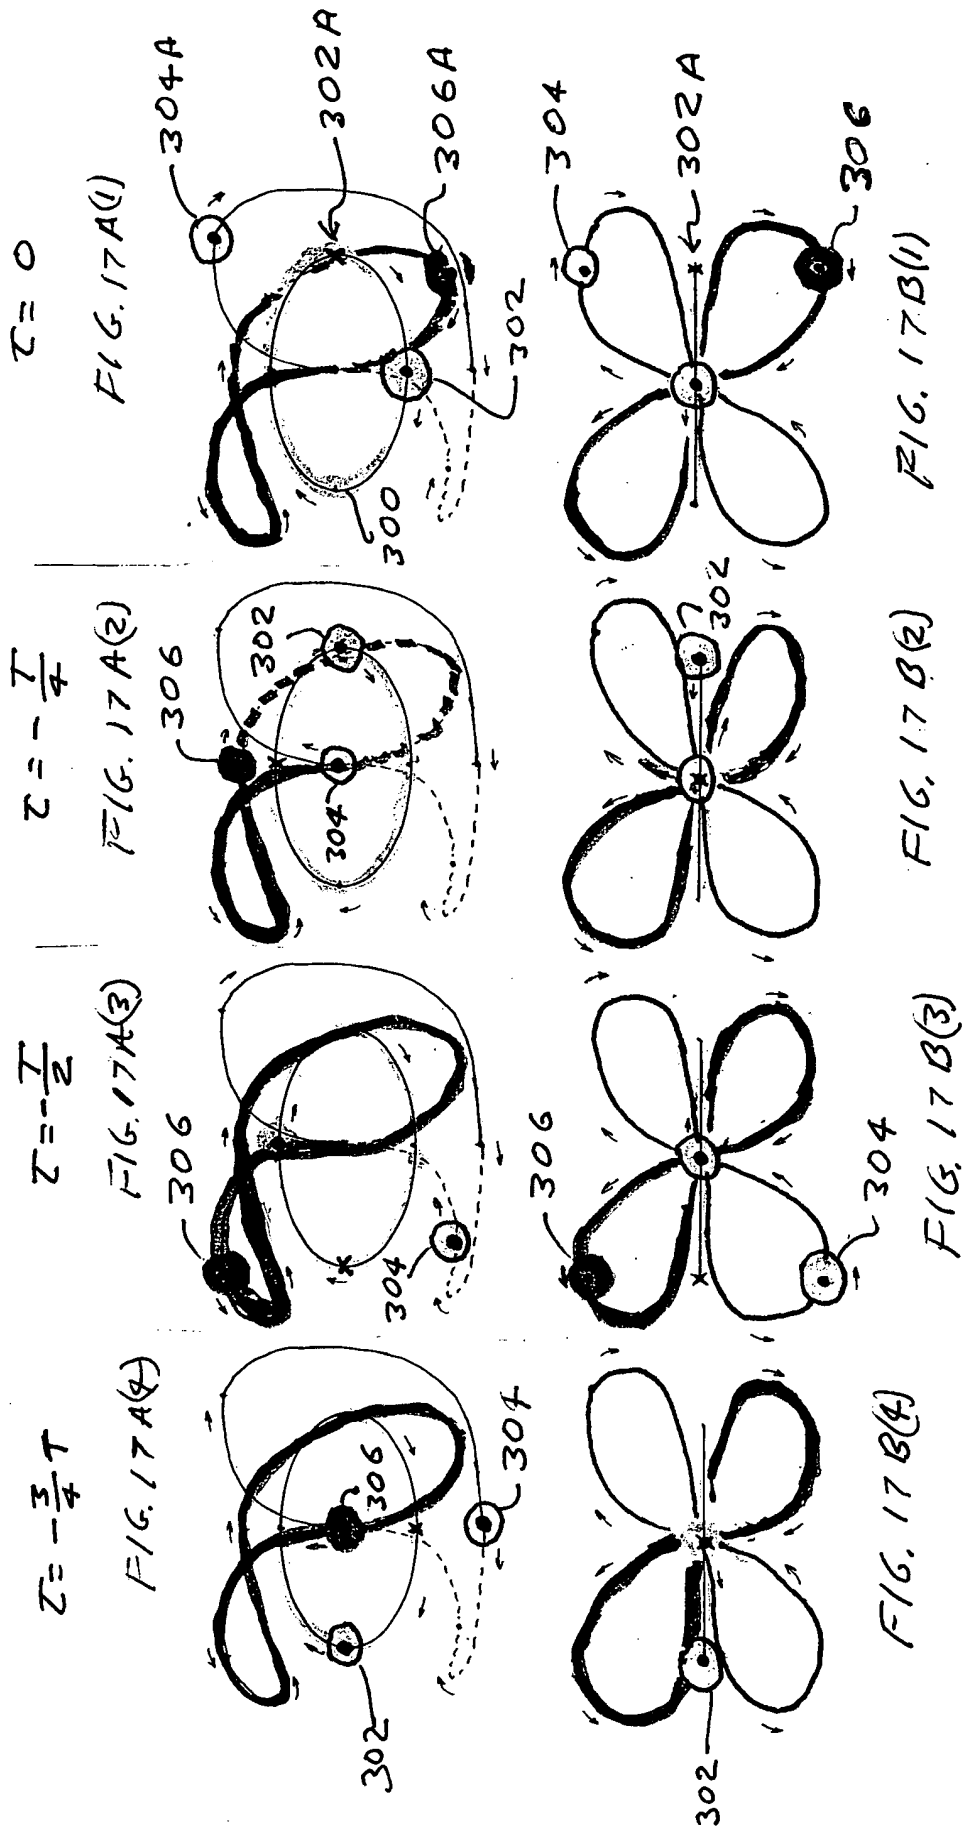 τ = -3/4 T
τ = -T/2
τ = -T/4
τ = 0
FIG. 17A(4)
FIG. 17A(3)
FIG. 17A(2)
FIG. 17A(1)
302
306
304
306
304
306
302
304
304A
302A
306A
302
300
302
306
304
302
304
302A
306
FIG. 17B(4)
FIG. 17B(3)
FIG. 17B(2)
FIG. 17B(1)